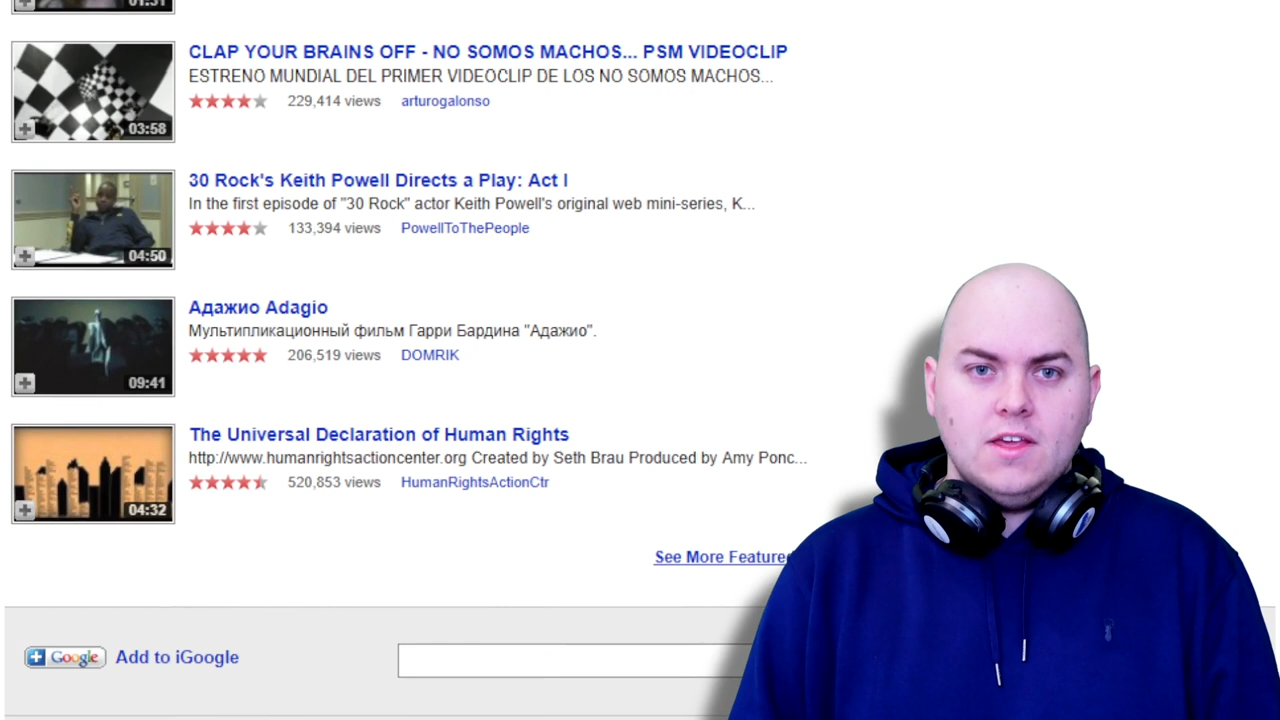 01:31
CLAP YOUR BRAINS OFF - NO SOMOS MACHOS... PSM VIDEOCLIP
ESTRENO MUNDIAL DEL PRIMER VIDEOCLIP DE LOS NO SOMOS MACHOS...
229,414 views arturogalonso
03:58
30 Rock's Keith Powell Directs a Play: Act I
In the first episode of "30 Rock" actor Keith Powell's original web mini-series, K...
133,394 views PowellToThePeople
04:50
Адажио Adagio
Мультипликационный фильм Гарри Бардина "Адажио".
206,519 views DOMRIK
09:41
The Universal Declaration of Human Rights
http://www.humanrightsactioncenter.org Created by Seth Brau Produced by Amy Ponc...
520,853 views HumanRightsActionCtr
04:32
See More Feature
Google Add to iGoogle